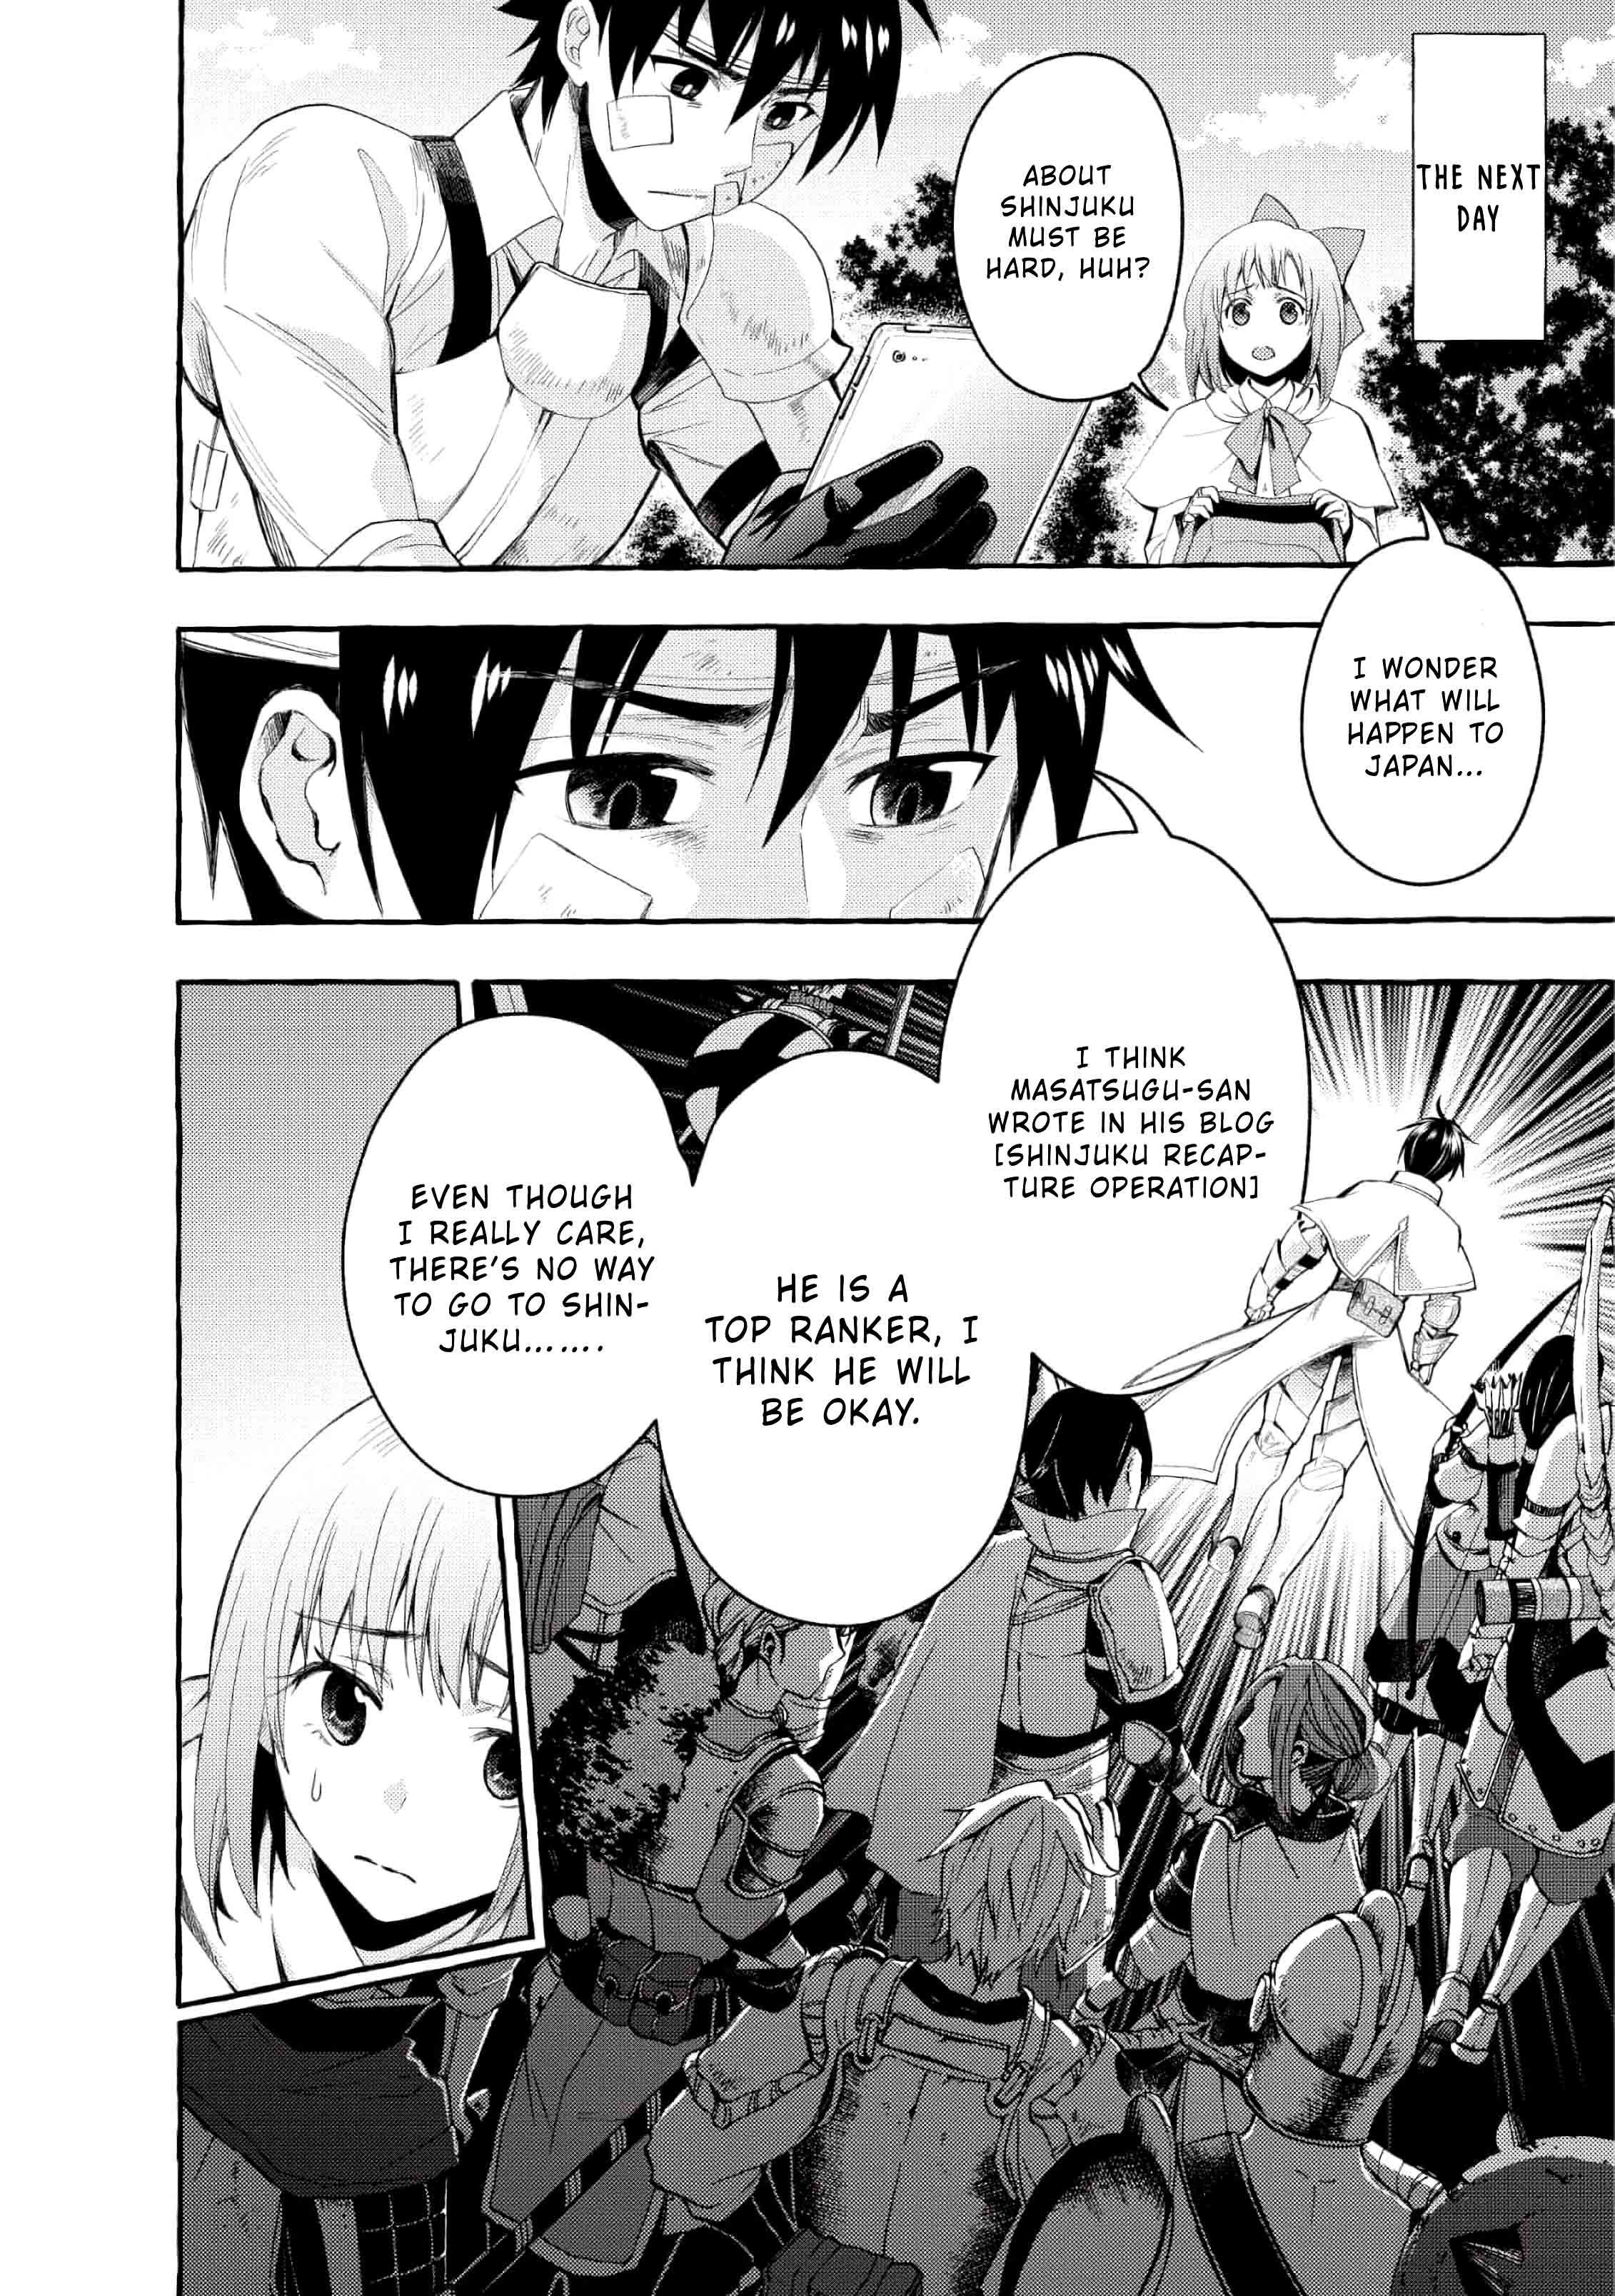 THE NEXT
DAY
ABOUT
SHINJUKU
MUST BE
HARD, HUH?
I WONDER
WHAT WILL
HAPPEN TO
JAPAN...
I THINK
MASATSUGU-SAN
WROTE IN HIS BLOG
[SHINJUKU RECAP-
TURE OPERATION]
HE IS A
TOP RANKER, I
THINK HE WILL
BE OKAY.
EVEN THOUGH
I REALLY CARE,
THERE'S NO WAY
TO GO TO SHIN-
JUKU.......